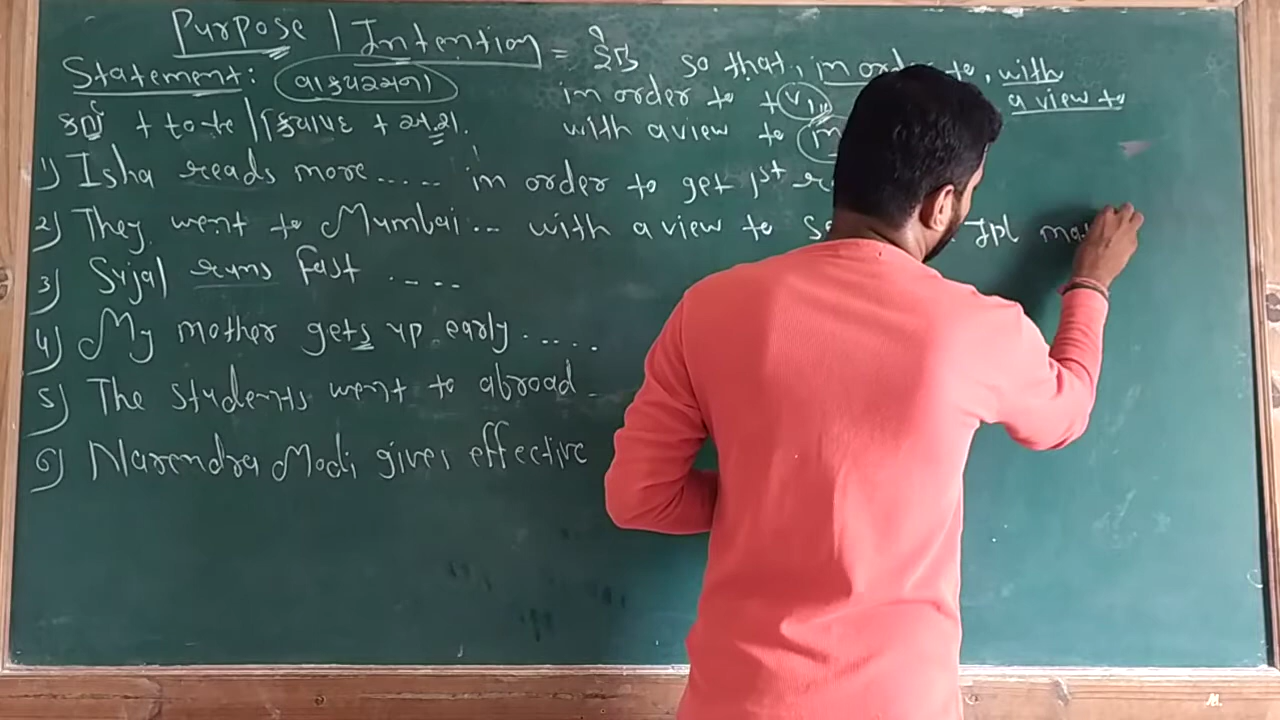 Purpose | Intention = હેતુ so that, in order to, with a view to
Statement: વાક્યરચના in order to + V1
કર્તા + to be | ક્રિયાપદ + અન્ય. with a view to
1) Isha reads more..... in order to get 1st
2) They went to Mumbai... with a view to Ipl
3) Sujal runs fast ....
4) My mother gets up early.....
5) The students went to abroad..
6) Narendra Modi gives effective